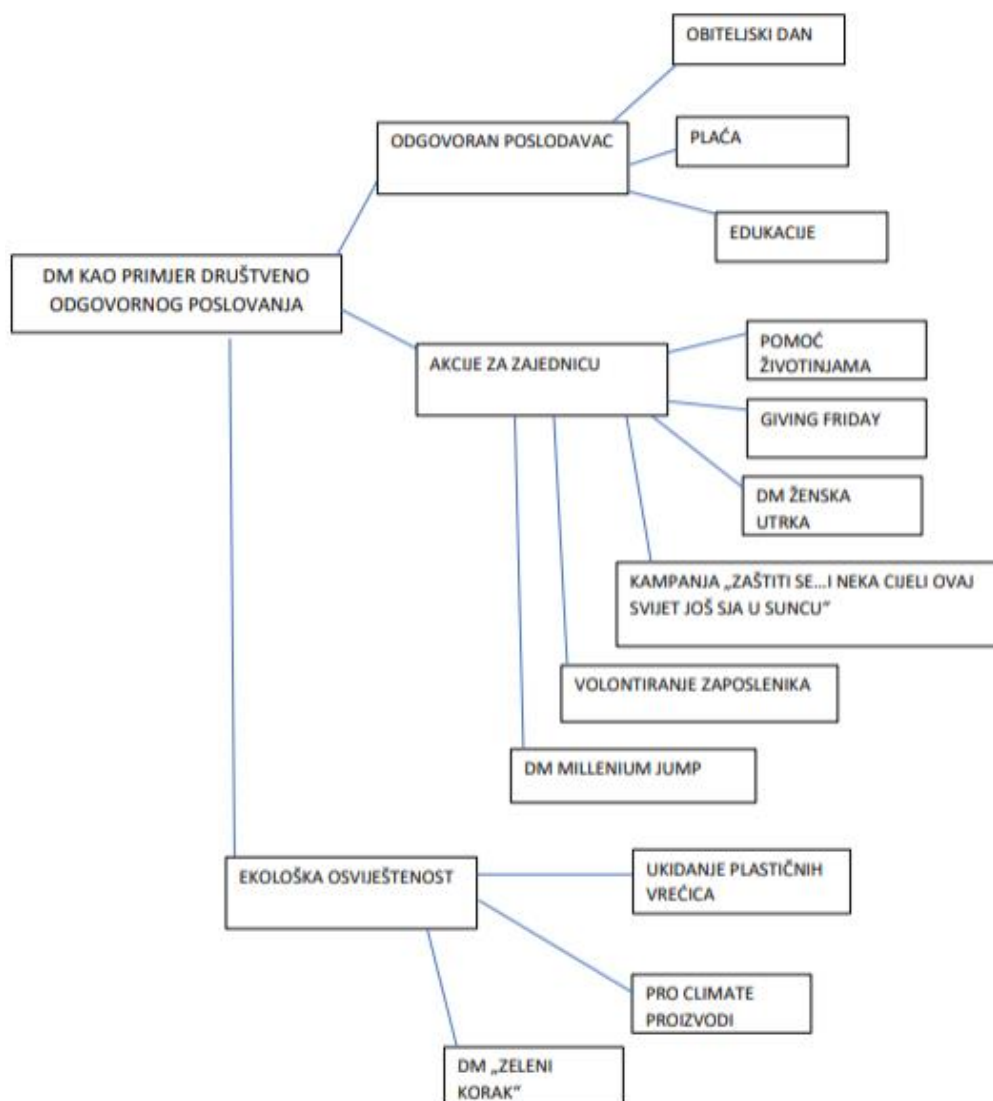 OBITELJSKI DAN
ODGOVORAN POSLODAVAC
PLAĆA
EDUKACIJE
DM KAO PRIMJER DRUŠTVENO
ODGOVORNOG POSLOVANJA
AKCIJE ZA ZAJEDNICU
POMOĆ
ŽIVOTINJAMA
GIVING FRIDAY
DM ŽENSKA
UTRKA
KAMPANJA „ZAŠTITI SE...I NEKA CIJELI OVAJ
SVIJET JOŠ SJA U SUNCU“
VOLONTIRANJE ZAPOSLENIKA
DM MILLENIUM JUMP
EKOLOŠKA OSVIJEŠTENOST
UKIDANJE PLASTIČNIH
VREĆICA
PRO CLIMATE
PROIZVODI
DM „ZELENI
KORAK“